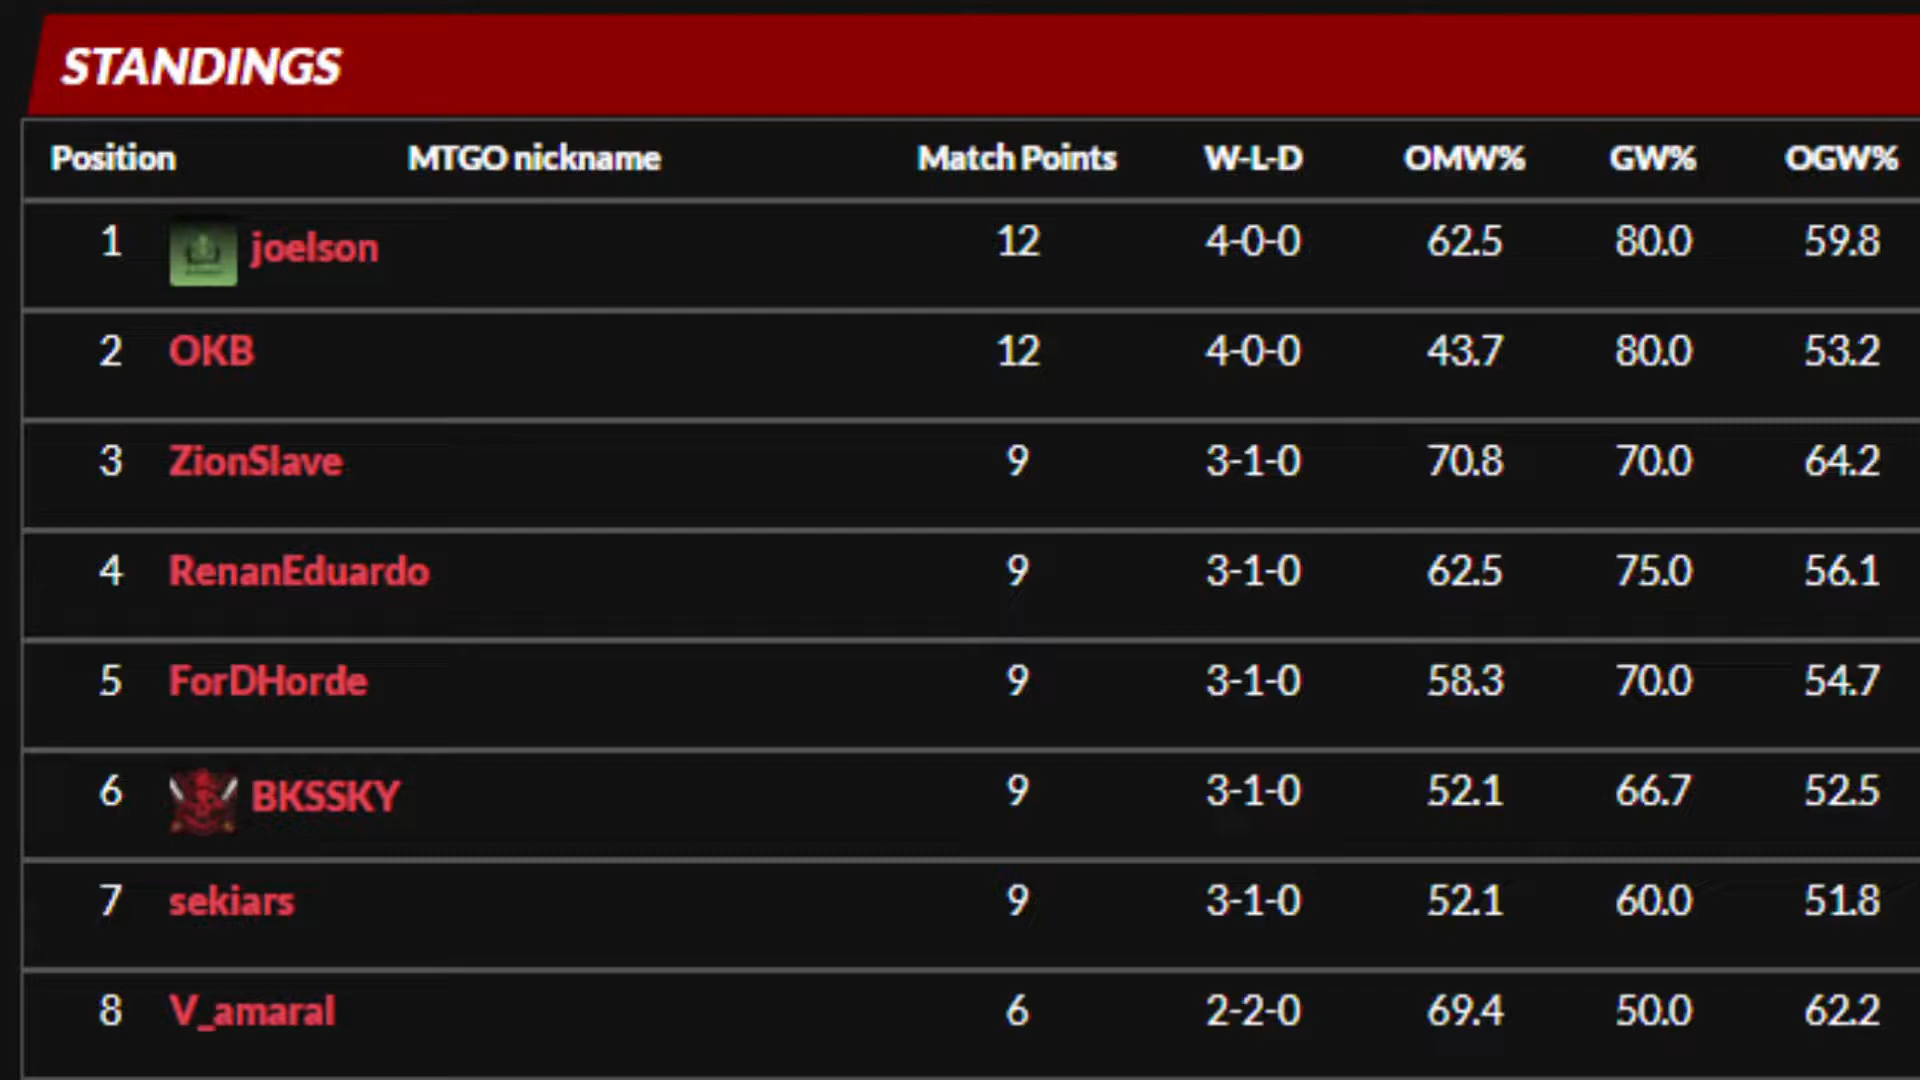 STANDINGS
Position MTGO nickname Match Points W-L-D OMW% GW% OGW%
1 joelson 12 4-0-0 62.5 80.0 59.8
2 OKB 12 4-0-0 43.7 80.0 53.2
3 ZionSlave 9 3-1-0 70.8 70.0 64.2
4 RenanEduardo 9 3-1-0 62.5 75.0 56.1
5 ForDHorde 9 3-1-0 58.3 70.0 54.7
6 BKSSKY 9 3-1-0 52.1 66.7 52.5
7 sekiars 9 3-1-0 52.1 60.0 51.8
8 V_amaral 6 2-2-0 69.4 50.0 62.2